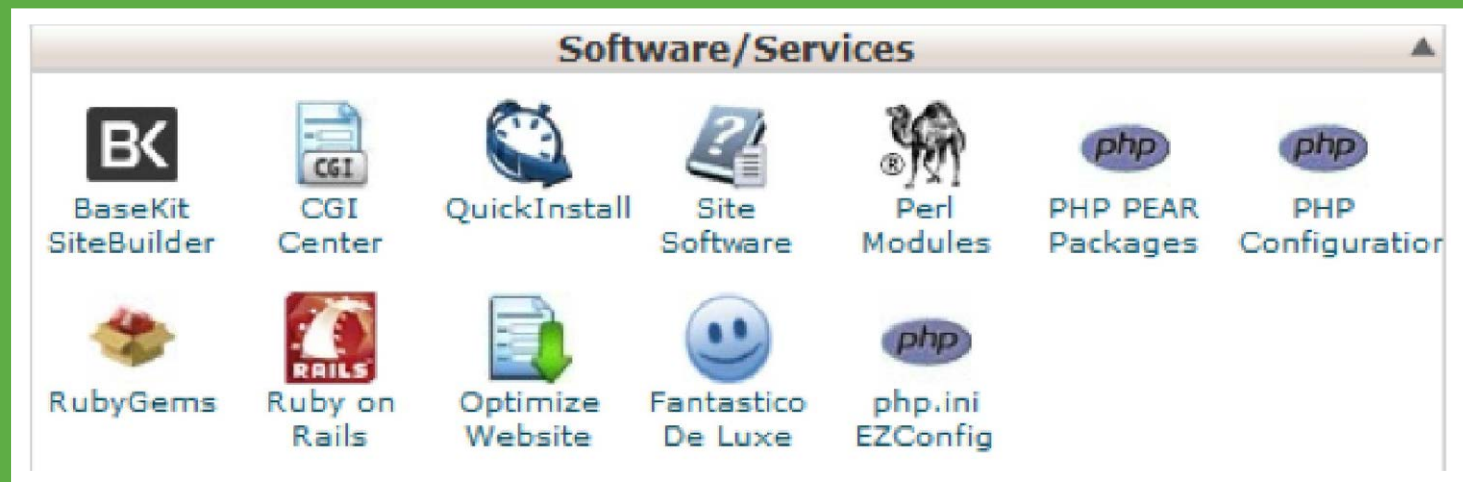 Software/Services
BK
CGI
?
®
php
php
BaseKit CGI QuickInstall Site Perl PHP PEAR PHP
SiteBuilder Center Software Modules Packages Configuration
RAILS
php
RubyGems Ruby on Optimize Fantastico php.ini
Rails Website De Luxe EZConfig